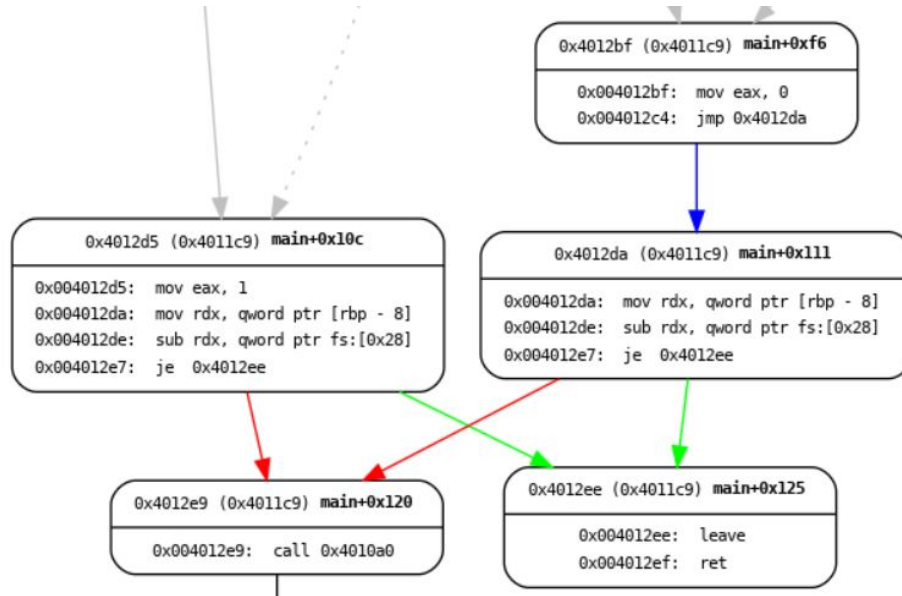 0x4012bf (0x4011c9) main+0xf6
0x004012bf: mov eax, 0
0x004012c4: jmp 0x4012da
0x4012d5 (0x4011c9) main+0x10c
0x004012d5: mov eax, 1
0x004012da: mov rdx, qword ptr [rbp - 8]
0x004012de: sub rdx, qword ptr fs:[0x28]
0x004012e7: je 0x4012ee
0x4012da (0x4011c9) main+0x111
0x004012da: mov rdx, qword ptr [rbp - 8]
0x004012de: sub rdx, qword ptr fs:[0x28]
0x004012e7: je 0x4012ee
0x4012e9 (0x4011c9) main+0x120
0x004012e9: call 0x4010a0
0x4012ee (0x4011c9) main+0x125
0x004012ee: leave
0x004012ef: ret